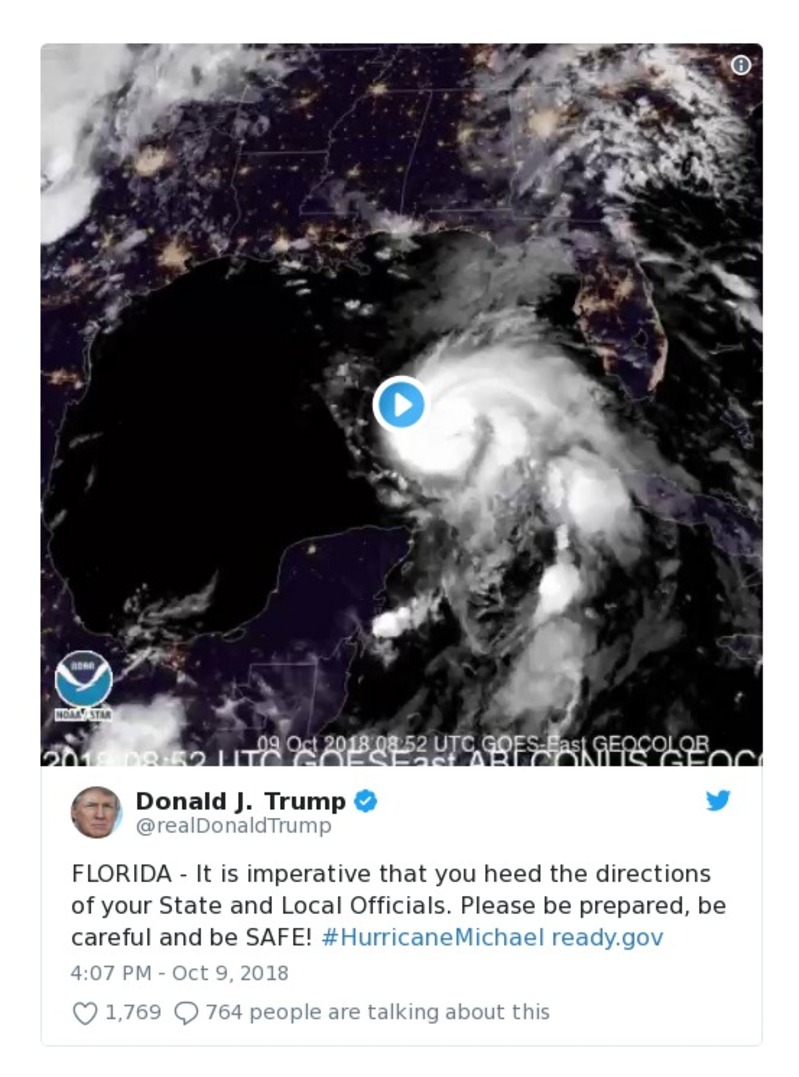 NOAA
NOAA / STAR
09 Oct 2018 08:52 UTC GOES-East GEOCOLOR
2018 08:52 UTC GOESEast ABI CONUS GEOC
Donald J. Trump
@realDonaldTrump
FLORIDA - It is imperative that you heed the directions
of your State and Local Officials. Please be prepared, be
careful and be SAFE! #HurricaneMichael ready.gov
4:07 PM - Oct 9, 2018
1,769 764 people are talking about this